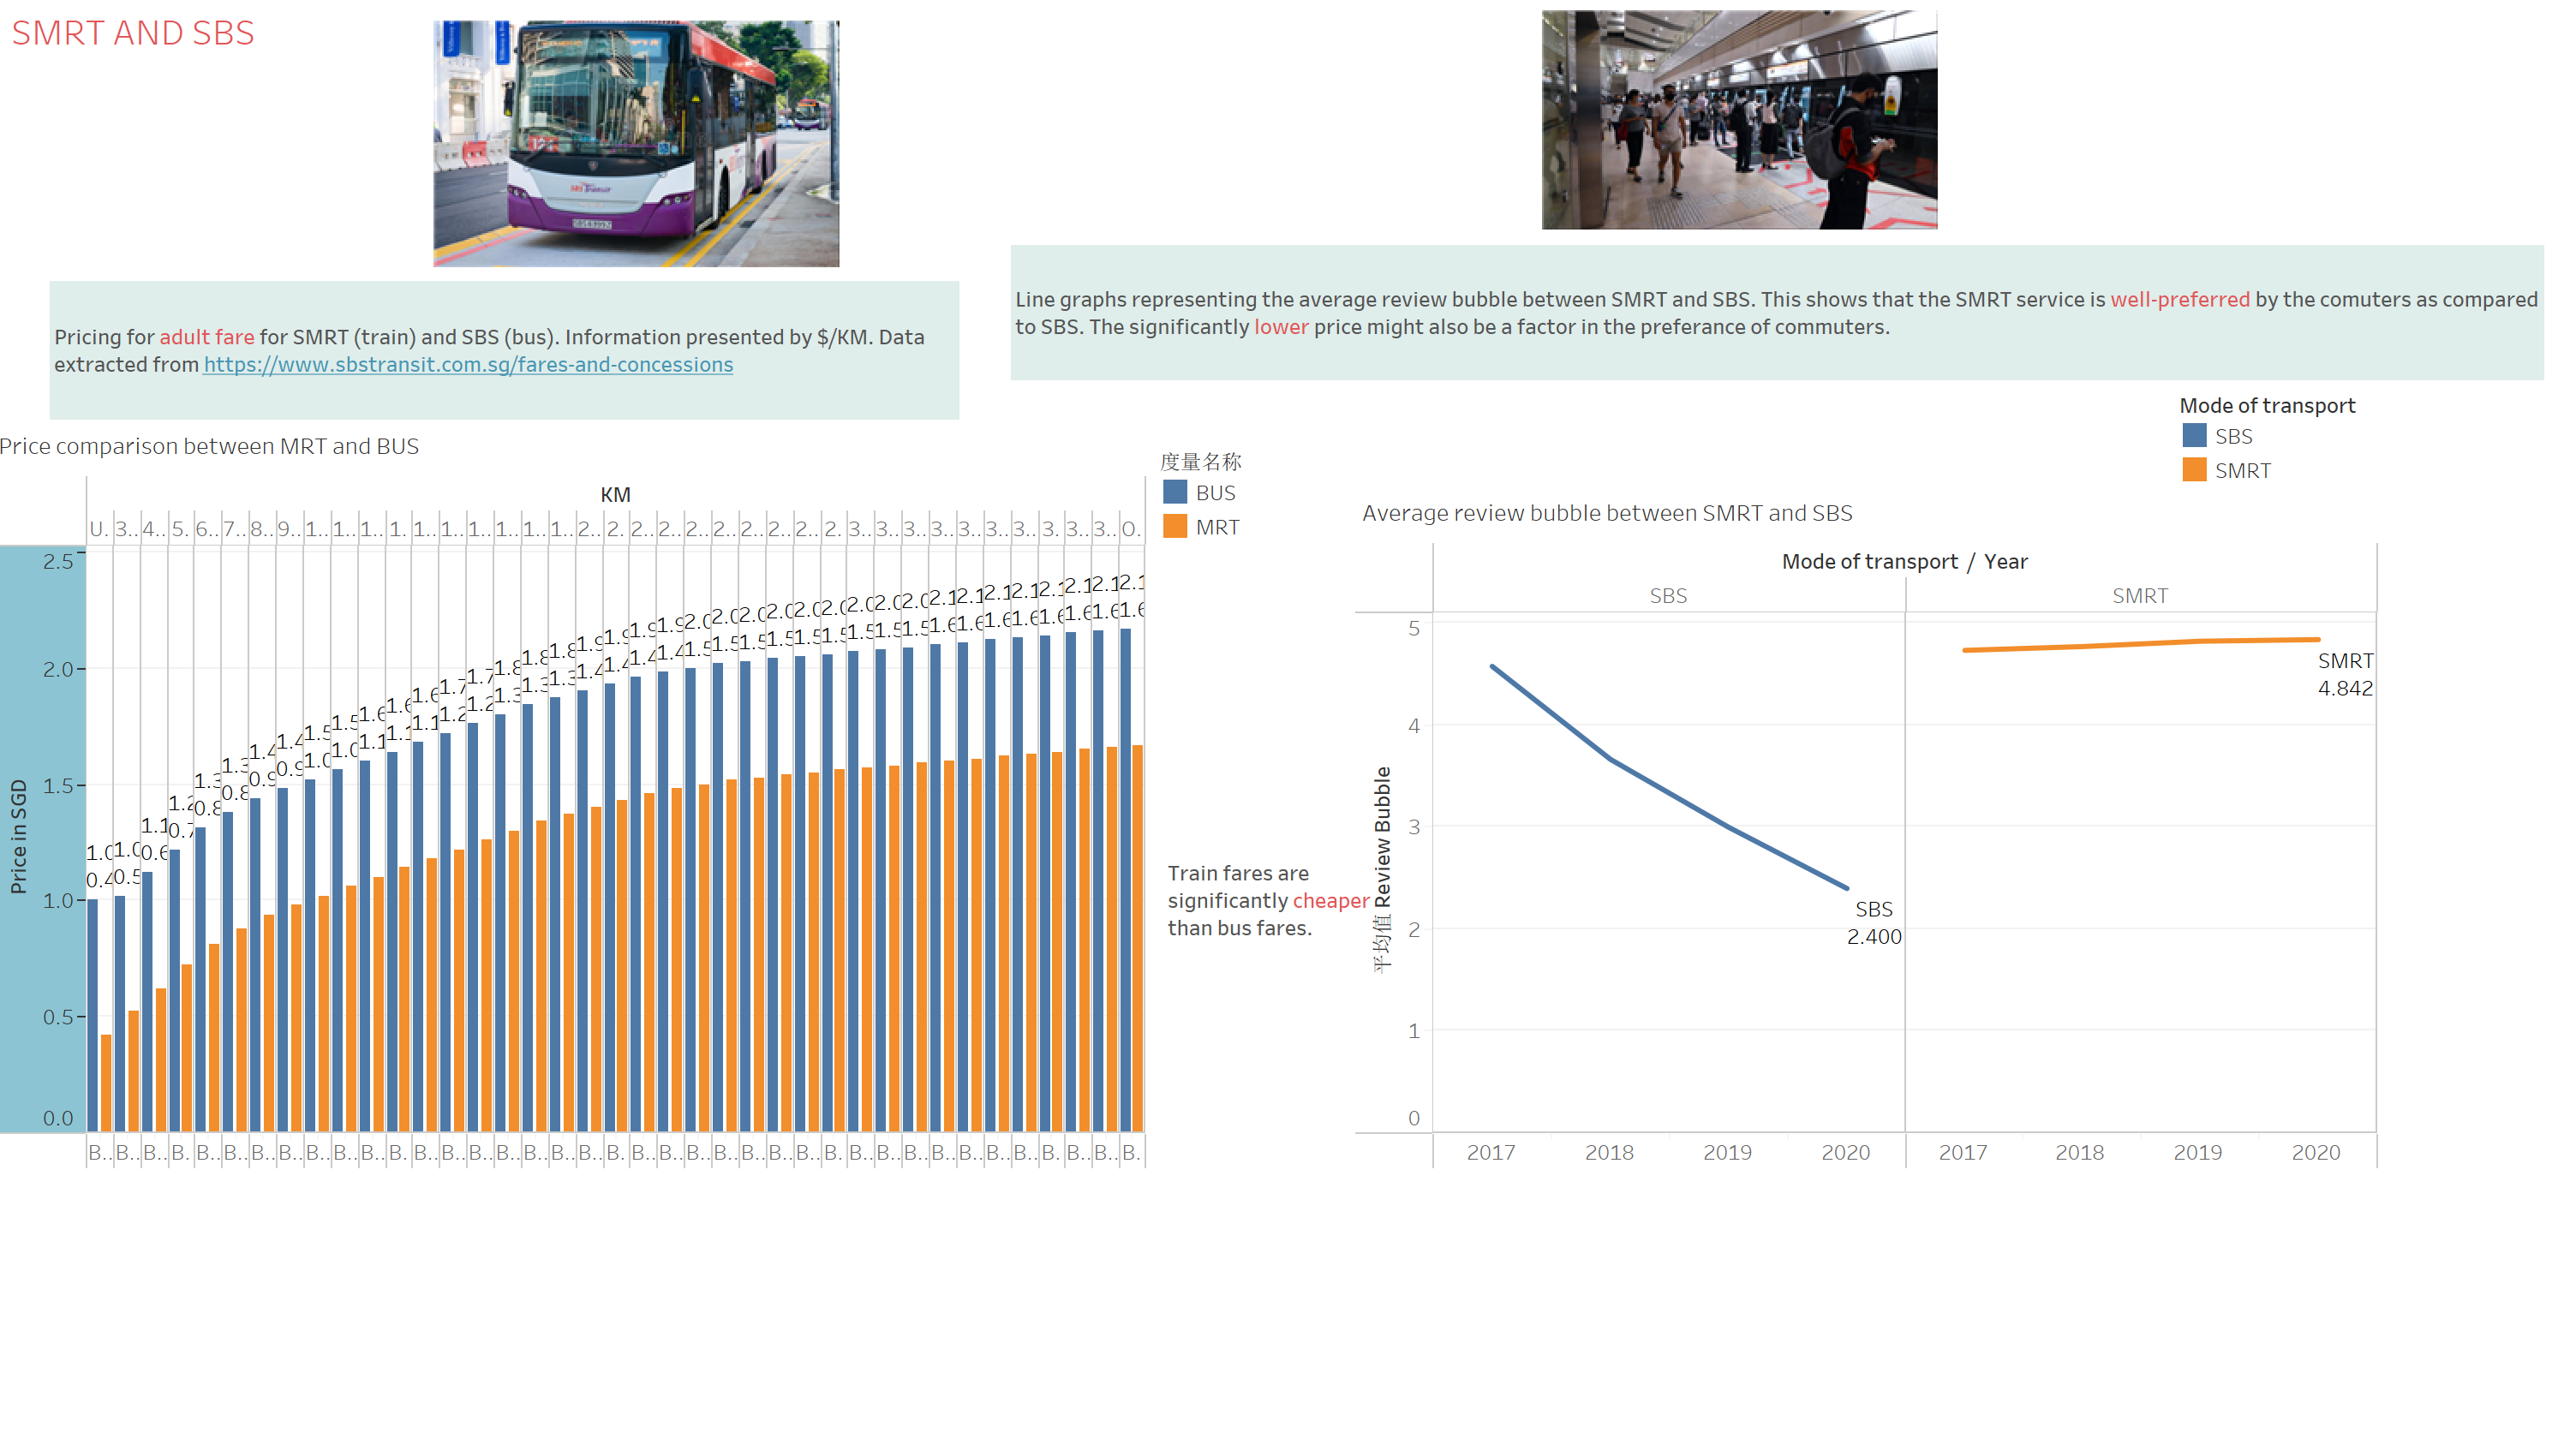 SMRT AND SBS
SBS Transit
Pricing for adult fare for SMRT (train) and SBS (bus). Information presented by $/KM. Data
extracted from https://www.sbstransit.com.sg/fares-and-concessions
Line graphs representing the average review bubble between SMRT and SBS. This shows that the SMRT service is well-preferred by the comuters as compared
to SBS. The significantly lower price might also be a factor in the preferance of commuters.
Price comparison between MRT and BUS
KM
U. 3.. 4.. 5. 6.. 7.. 8.. 9.. 1.. 1.. 1.. 1. 1.. 1.. 1.. 1.. 1.. 1.. 2.. 2. 2.. 2.. 2.. 2.. 2.. 2.. 2.. 2. 3.. 3.. 3.. 3.. 3.. 3.. 3.. 3. 3.. 3.. O.
Price in SGD
2.5
2.0
1.5
1.0
0.5
0.0
B.. B.. B.. B. B.. B.. B.. B.. B.. B.. B.. B. B.. B.. B.. B.. B.. B.. B.. B. B.. B.. B.. B.. B.. B.. B.. B. B.. B.. B.. B.. B.. B.. B.. B. B.. B.. B.
度量名称
BUS
MRT
Train fares are
significantly cheaper
than bus fares.
Mode of transport
SBS
SMRT
Average review bubble between SMRT and SBS
Mode of transport / Year
SBS
SMRT
平均值 Review Bubble
5
4
3
2
1
0
SBS
2.400
SMRT
4.842
2017 2018 2019 2020 2017 2018 2019 2020